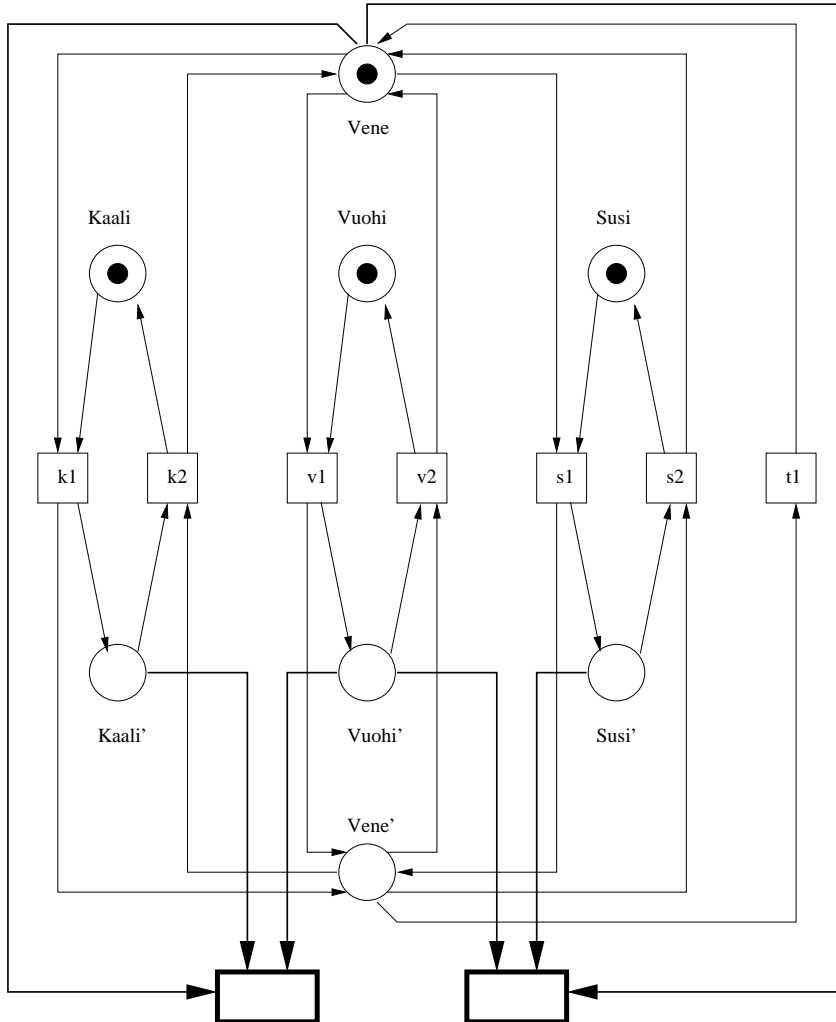 Vene
Kaali
Vuohi
Susi
k1
k2
v1
v2
s1
s2
t1
Kaali’
Vuohi’
Susi’
Vene’